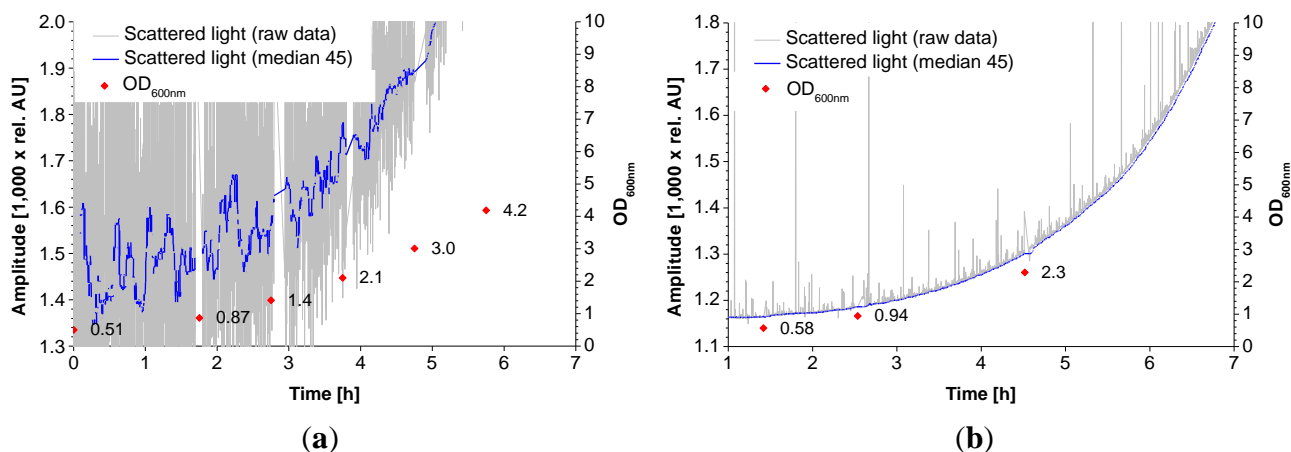 2.0
1.9
1.8
1.7
1.6
1.5
1.4
1.3
Amplitude [1,000 x rel. AU]
Scattered light (raw data)
Scattered light (median 45)
OD600nm
0.51
0.87
1.4
2.1
3.0
4.2
10
9
8
7
6
5
4
3
2
1
0
OD600nm
0 1 2 3 4 5 6 7
Time [h]
(a)
1.8
1.7
1.6
1.5
1.4
1.3
1.2
1.1
Amplitude [1,000 x rel. AU]
Scattered light (raw data)
Scattered light (median 45)
OD600nm
0.58
0.94
2.3
10
9
8
7
6
5
4
3
2
1
0
OD600nm
1 2 3 4 5 6 7
Time [h]
(b)